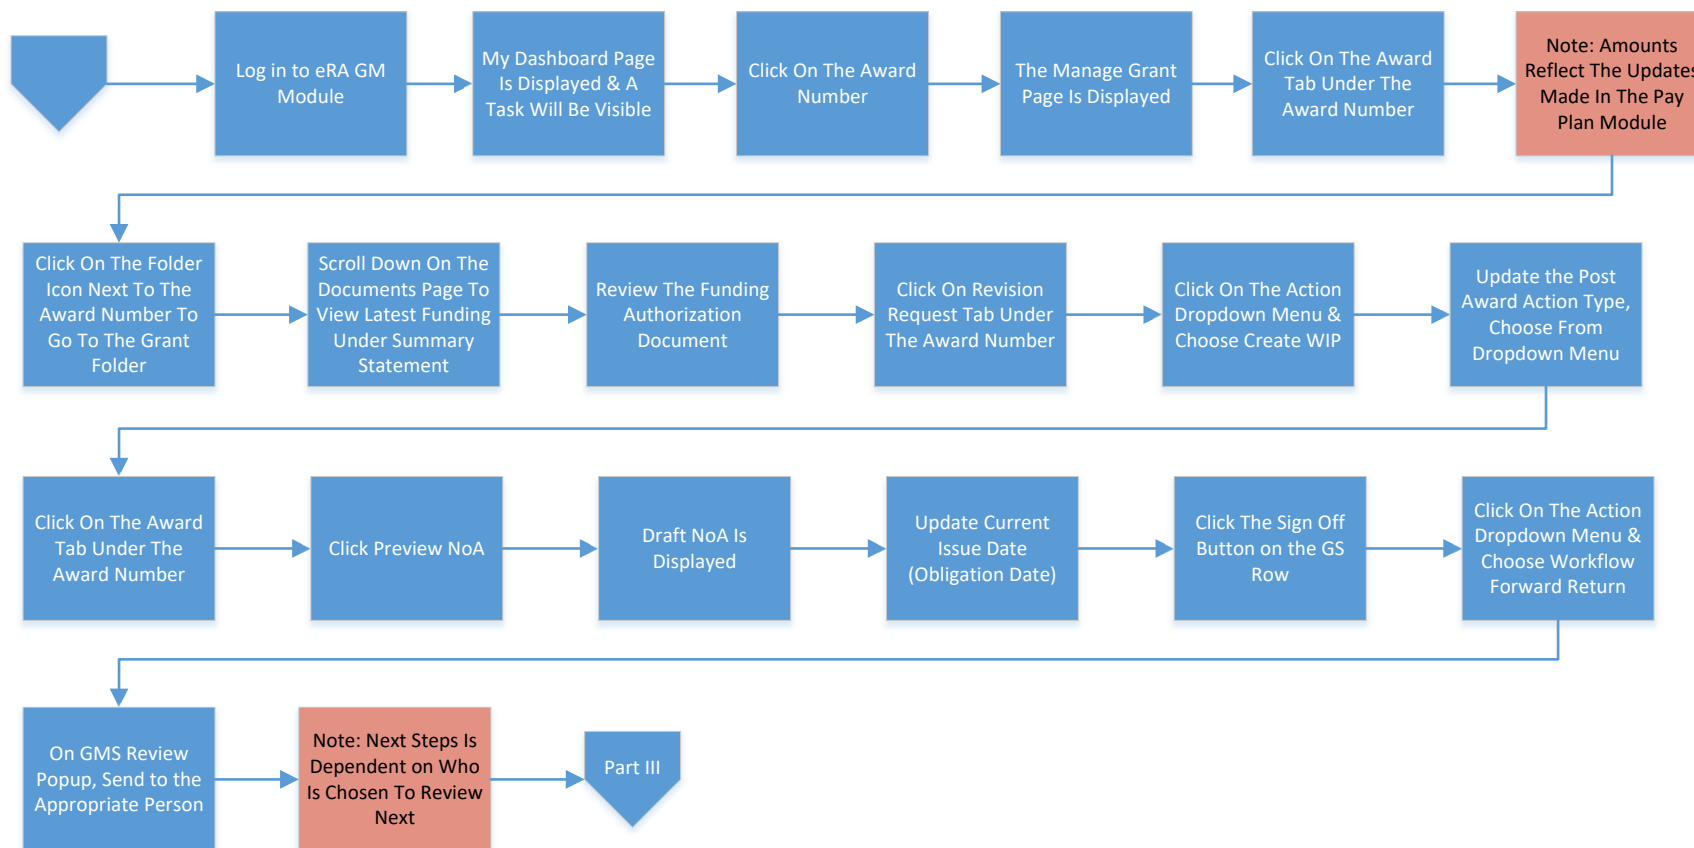 Log in to eRA GM
Module
My Dashboard Page
Is Displayed & A
Task Will Be Visible
Click On The Award
Number
The Manage Grant
Page Is Displayed
Click On The Award
Tab Under The
Award Number
Note: Amounts
Reflect The Updates
Made In The Pay
Plan Module
Click On The Folder
Icon Next To The
Award Number To
Go To The Grant
Folder
Scroll Down On The
Documents Page To
View Latest Funding
Under Summary
Statement
Review The Funding
Authorization
Document
Click On Revision
Request Tab Under
The Award Number
Click On The Action
Dropdown Menu &
Choose Create WIP
Update the Post
Award Action Type,
Choose From
Dropdown Menu
Click On The Award
Tab Under The
Award Number
Click Preview NoA
Draft NoA Is
Displayed
Update Current
Issue Date
(Obligation Date)
Click The Sign Off
Button on the GS
Row
Click On The Action
Dropdown Menu &
Choose Workflow
Forward Return
On GMS Review
Popup, Send to the
Appropriate Person
Note: Next Steps Is
Dependent on Who
Is Chosen To Review
Next
Part III